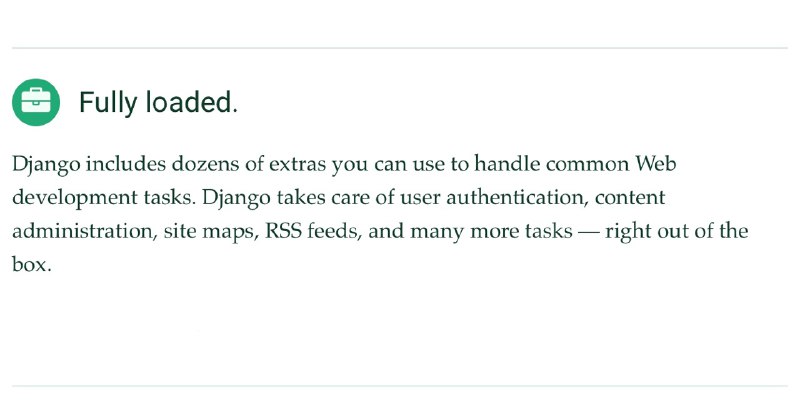 Fully loaded.
Django includes dozens of extras you can use to handle common Web
development tasks. Django takes care of user authentication, content
administration, site maps, RSS feeds, and many more tasks — right out of the
box.